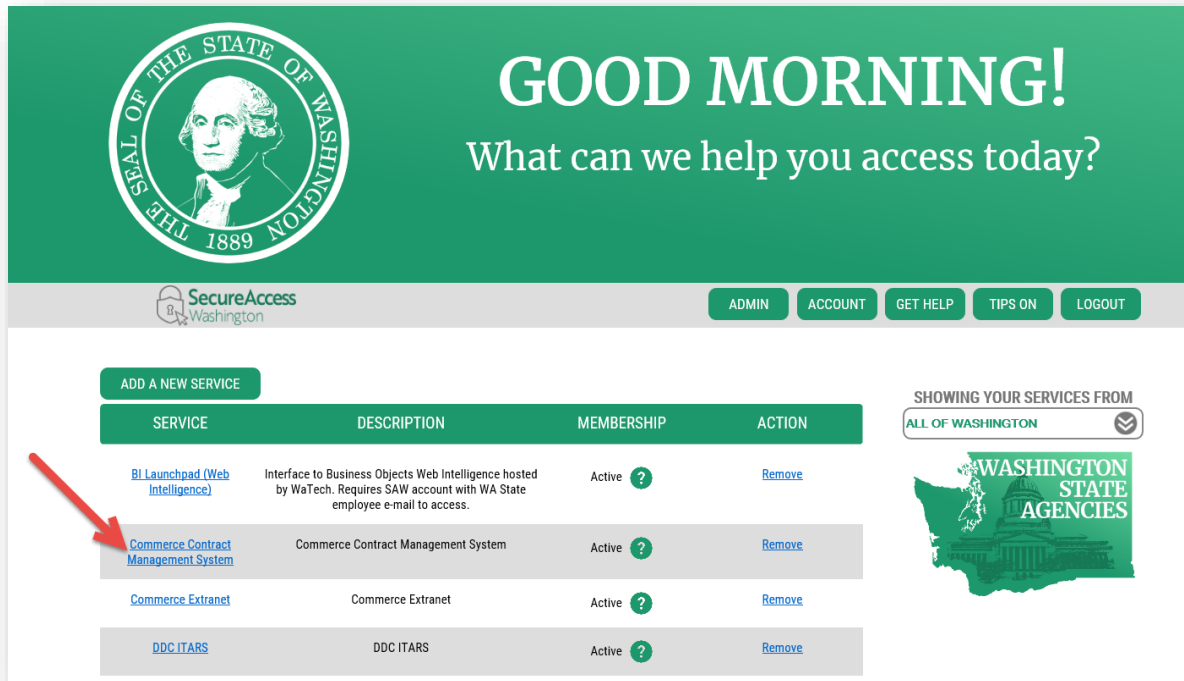 THE SEAL OF THE STATE OF WASHINGTON
1889
GOOD MORNING!
What can we help you access today?
SecureAccess
Washington
ADMIN
ACCOUNT
GET HELP
TIPS ON
LOGOUT
ADD A NEW SERVICE
SHOWING YOUR SERVICES FROM
ALL OF WASHINGTON
WASHINGTON
STATE
AGENCIES
SERVICE DESCRIPTION MEMBERSHIP ACTION
BI Launchpad (Web
Intelligence)
Interface to Business Objects Web Intelligence hosted
by WaTech. Requires SAW account with WA State
employee e-mail to access.
Active ?
Remove
Commerce Contract
Management System
Commerce Contract Management System
Active ?
Remove
Commerce Extranet
Commerce Extranet
Active ?
Remove
DDC ITARS
DDC ITARS
Active ?
Remove